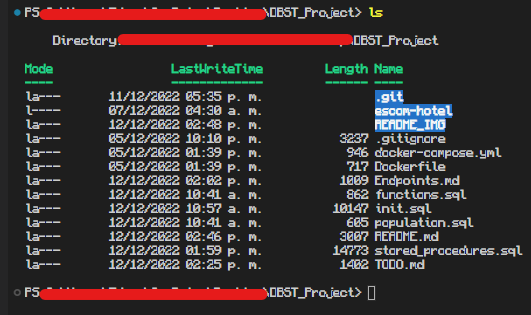 PS \DBST_Project> ls
Directory: \DBST_Project
Mode LastWriteTime Length Name
---- ------------- ------ ----
la--- 11/12/2022 05:35 p. m. .git
l---- 07/12/2022 04:30 a. m. escom-hotel
la--- 12/12/2022 02:48 p. m. README_IMG
la--- 05/12/2022 10:10 p. m. 3237 .gitignore
la--- 05/12/2022 01:39 p. m. 946 docker-compose.yml
la--- 05/12/2022 01:39 p. m. 717 Dockerfile
la--- 12/12/2022 02:02 p. m. 1009 Endpoints.md
la--- 12/12/2022 10:41 a. m. 862 functions.sql
la--- 12/12/2022 10:57 a. m. 10147 init.sql
la--- 12/12/2022 10:41 a. m. 605 population.sql
la--- 12/12/2022 02:46 p. m. 3007 README.md
la--- 12/12/2022 01:59 p. m. 14773 stored_procedures.sql
la--- 12/12/2022 02:25 p. m. 1402 TODO.md
PS \DBST_Project>